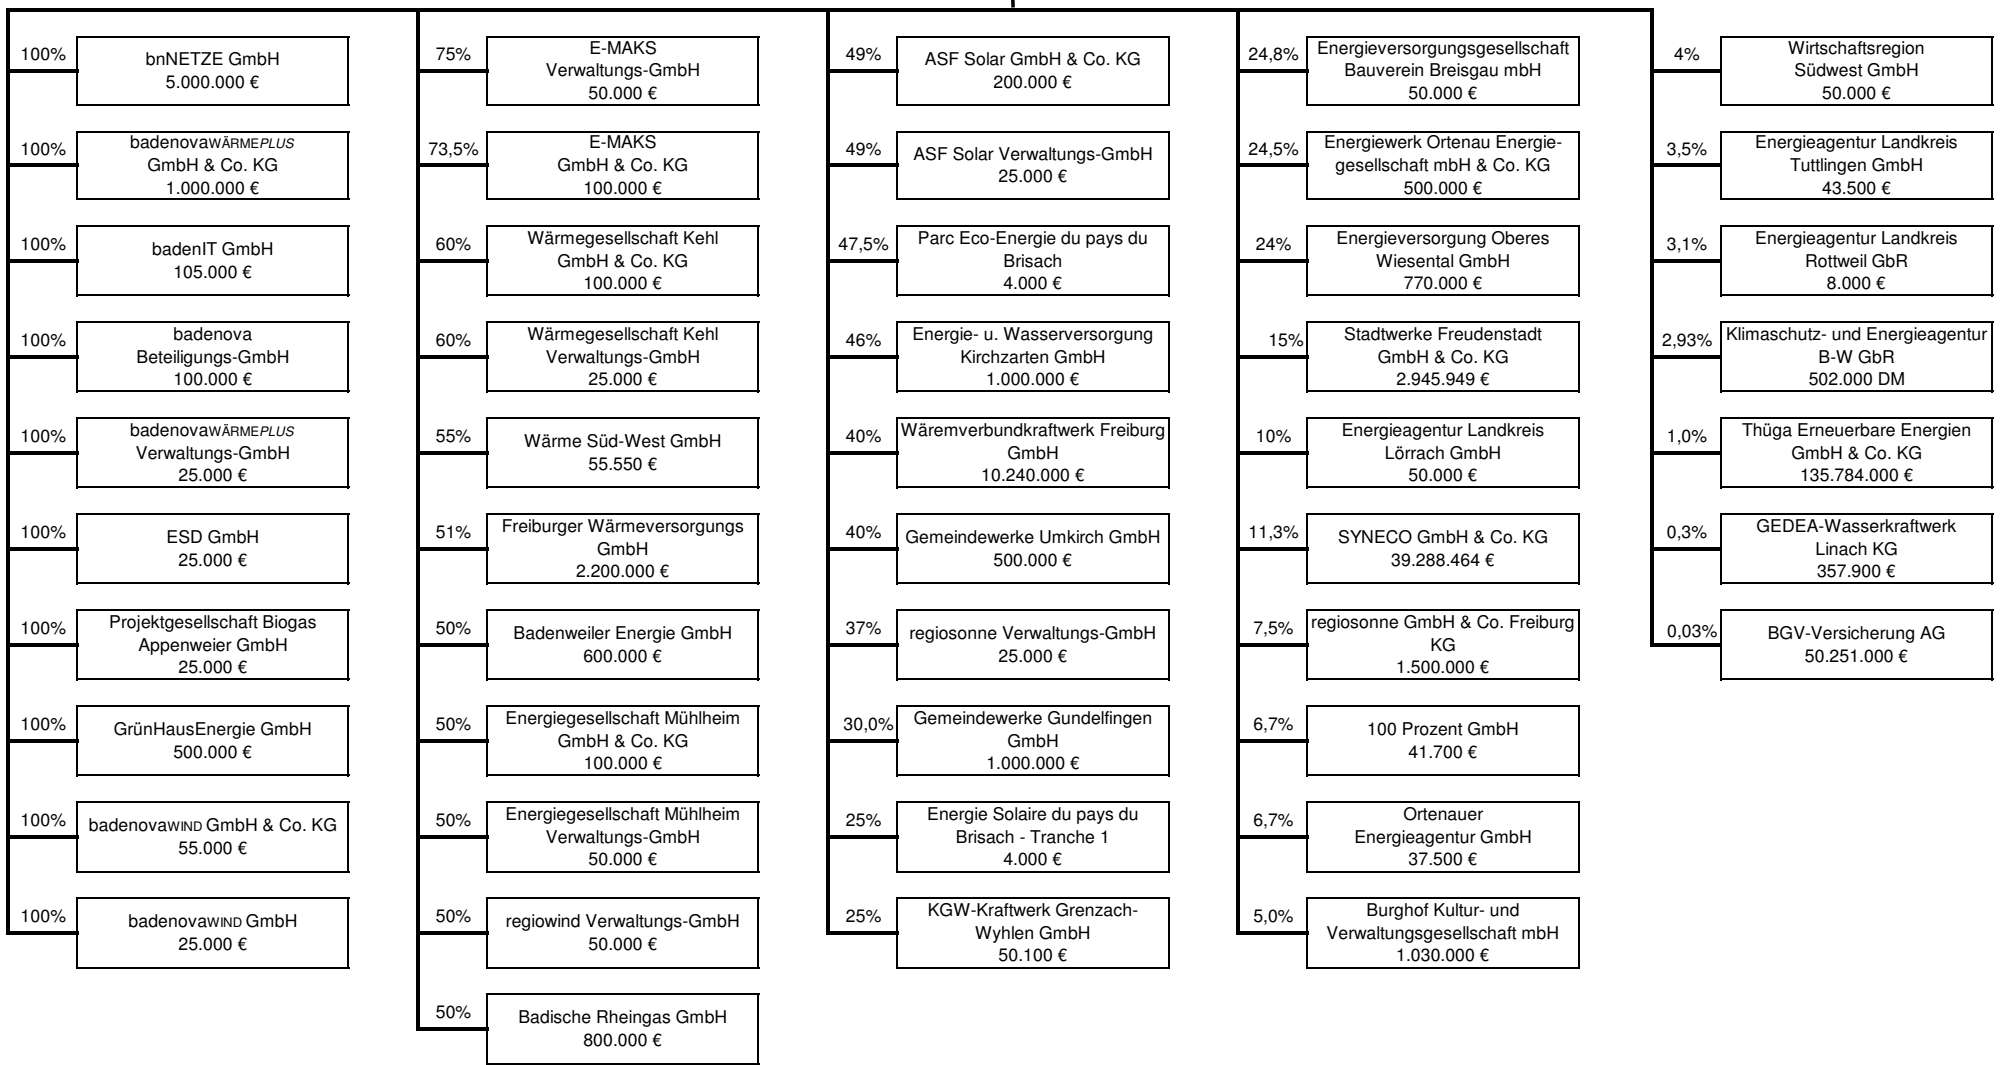 100%
bnNETZE GmbH
5.000.000 €
100%
badenovaWÄRMEPLUS
GmbH & Co. KG
1.000.000 €
100%
badenIT GmbH
105.000 €
100%
badenova
Beteiligungs-GmbH
100.000 €
100%
badenovaWÄRMEPLUS
Verwaltungs-GmbH
25.000 €
100%
ESD GmbH
25.000 €
100%
Projektgesellschaft Biogas
Appenweier GmbH
25.000 €
100%
GrünHausEnergie GmbH
500.000 €
100%
badenovaWIND GmbH & Co. KG
55.000 €
100%
badenovaWIND GmbH
25.000 €
75%
E-MAKS
Verwaltungs-GmbH
50.000 €
73,5%
E-MAKS
GmbH & Co. KG
100.000 €
60%
Wärmegesellschaft Kehl
GmbH & Co. KG
100.000 €
60%
Wärmegesellschaft Kehl
Verwaltungs-GmbH
25.000 €
55%
Wärme Süd-West GmbH
55.550 €
51%
Freiburger Wärmeversorgungs
GmbH
2.200.000 €
50%
Badenweiler Energie GmbH
600.000 €
50%
Energiegesellschaft Mühlheim
GmbH & Co. KG
100.000 €
50%
Energiegesellschaft Mühlheim
Verwaltungs-GmbH
50.000 €
50%
regiowind Verwaltungs-GmbH
50.000 €
50%
Badische Rheingas GmbH
800.000 €
49%
ASF Solar GmbH & Co. KG
200.000 €
49%
ASF Solar Verwaltungs-GmbH
25.000 €
47,5%
Parc Eco-Energie du pays du
Brisach
4.000 €
46%
Energie- u. Wasserversorgung
Kirchzarten GmbH
1.000.000 €
40%
Wäremverbundkraftwerk Freiburg
GmbH
10.240.000 €
40%
Gemeindewerke Umkirch GmbH
500.000 €
37%
regiosonne Verwaltungs-GmbH
25.000 €
30,0%
Gemeindewerke Gundelfingen
GmbH
1.000.000 €
25%
Energie Solaire du pays du
Brisach - Tranche 1
4.000 €
25%
KGW-Kraftwerk Grenzach-
Wyhlen GmbH
50.100 €
24,8%
Energieversorgungsgesellschaft
Bauverein Breisgau mbH
50.000 €
24,5%
Energiewerk Ortenau Energie-
gesellschaft mbH & Co. KG
500.000 €
24%
Energieversorgung Oberes
Wiesental GmbH
770.000 €
15%
Stadtwerke Freudenstadt
GmbH & Co. KG
2.945.949 €
10%
Energieagentur Landkreis
Lörrach GmbH
50.000 €
11,3%
SYNECO GmbH & Co. KG
39.288.464 €
7,5%
regiosonne GmbH & Co. Freiburg
KG
1.500.000 €
6,7%
100 Prozent GmbH
41.700 €
6,7%
Ortenauer
Energieagentur GmbH
37.500 €
5,0%
Burghof Kultur- und
Verwaltungsgesellschaft mbH
1.030.000 €
4%
Wirtschaftsregion
Südwest GmbH
50.000 €
3,5%
Energieagentur Landkreis
Tuttlingen GmbH
43.500 €
3,1%
Energieagentur Landkreis
Rottweil GbR
8.000 €
2,93%
Klimaschutz- und Energieagentur
B-W GbR
502.000 DM
1,0%
Thüga Erneuerbare Energien
GmbH & Co. KG
135.784.000 €
0,3%
GEDEA-Wasserkraftwerk
Linach KG
357.900 €
0,03%
BGV-Versicherung AG
50.251.000 €